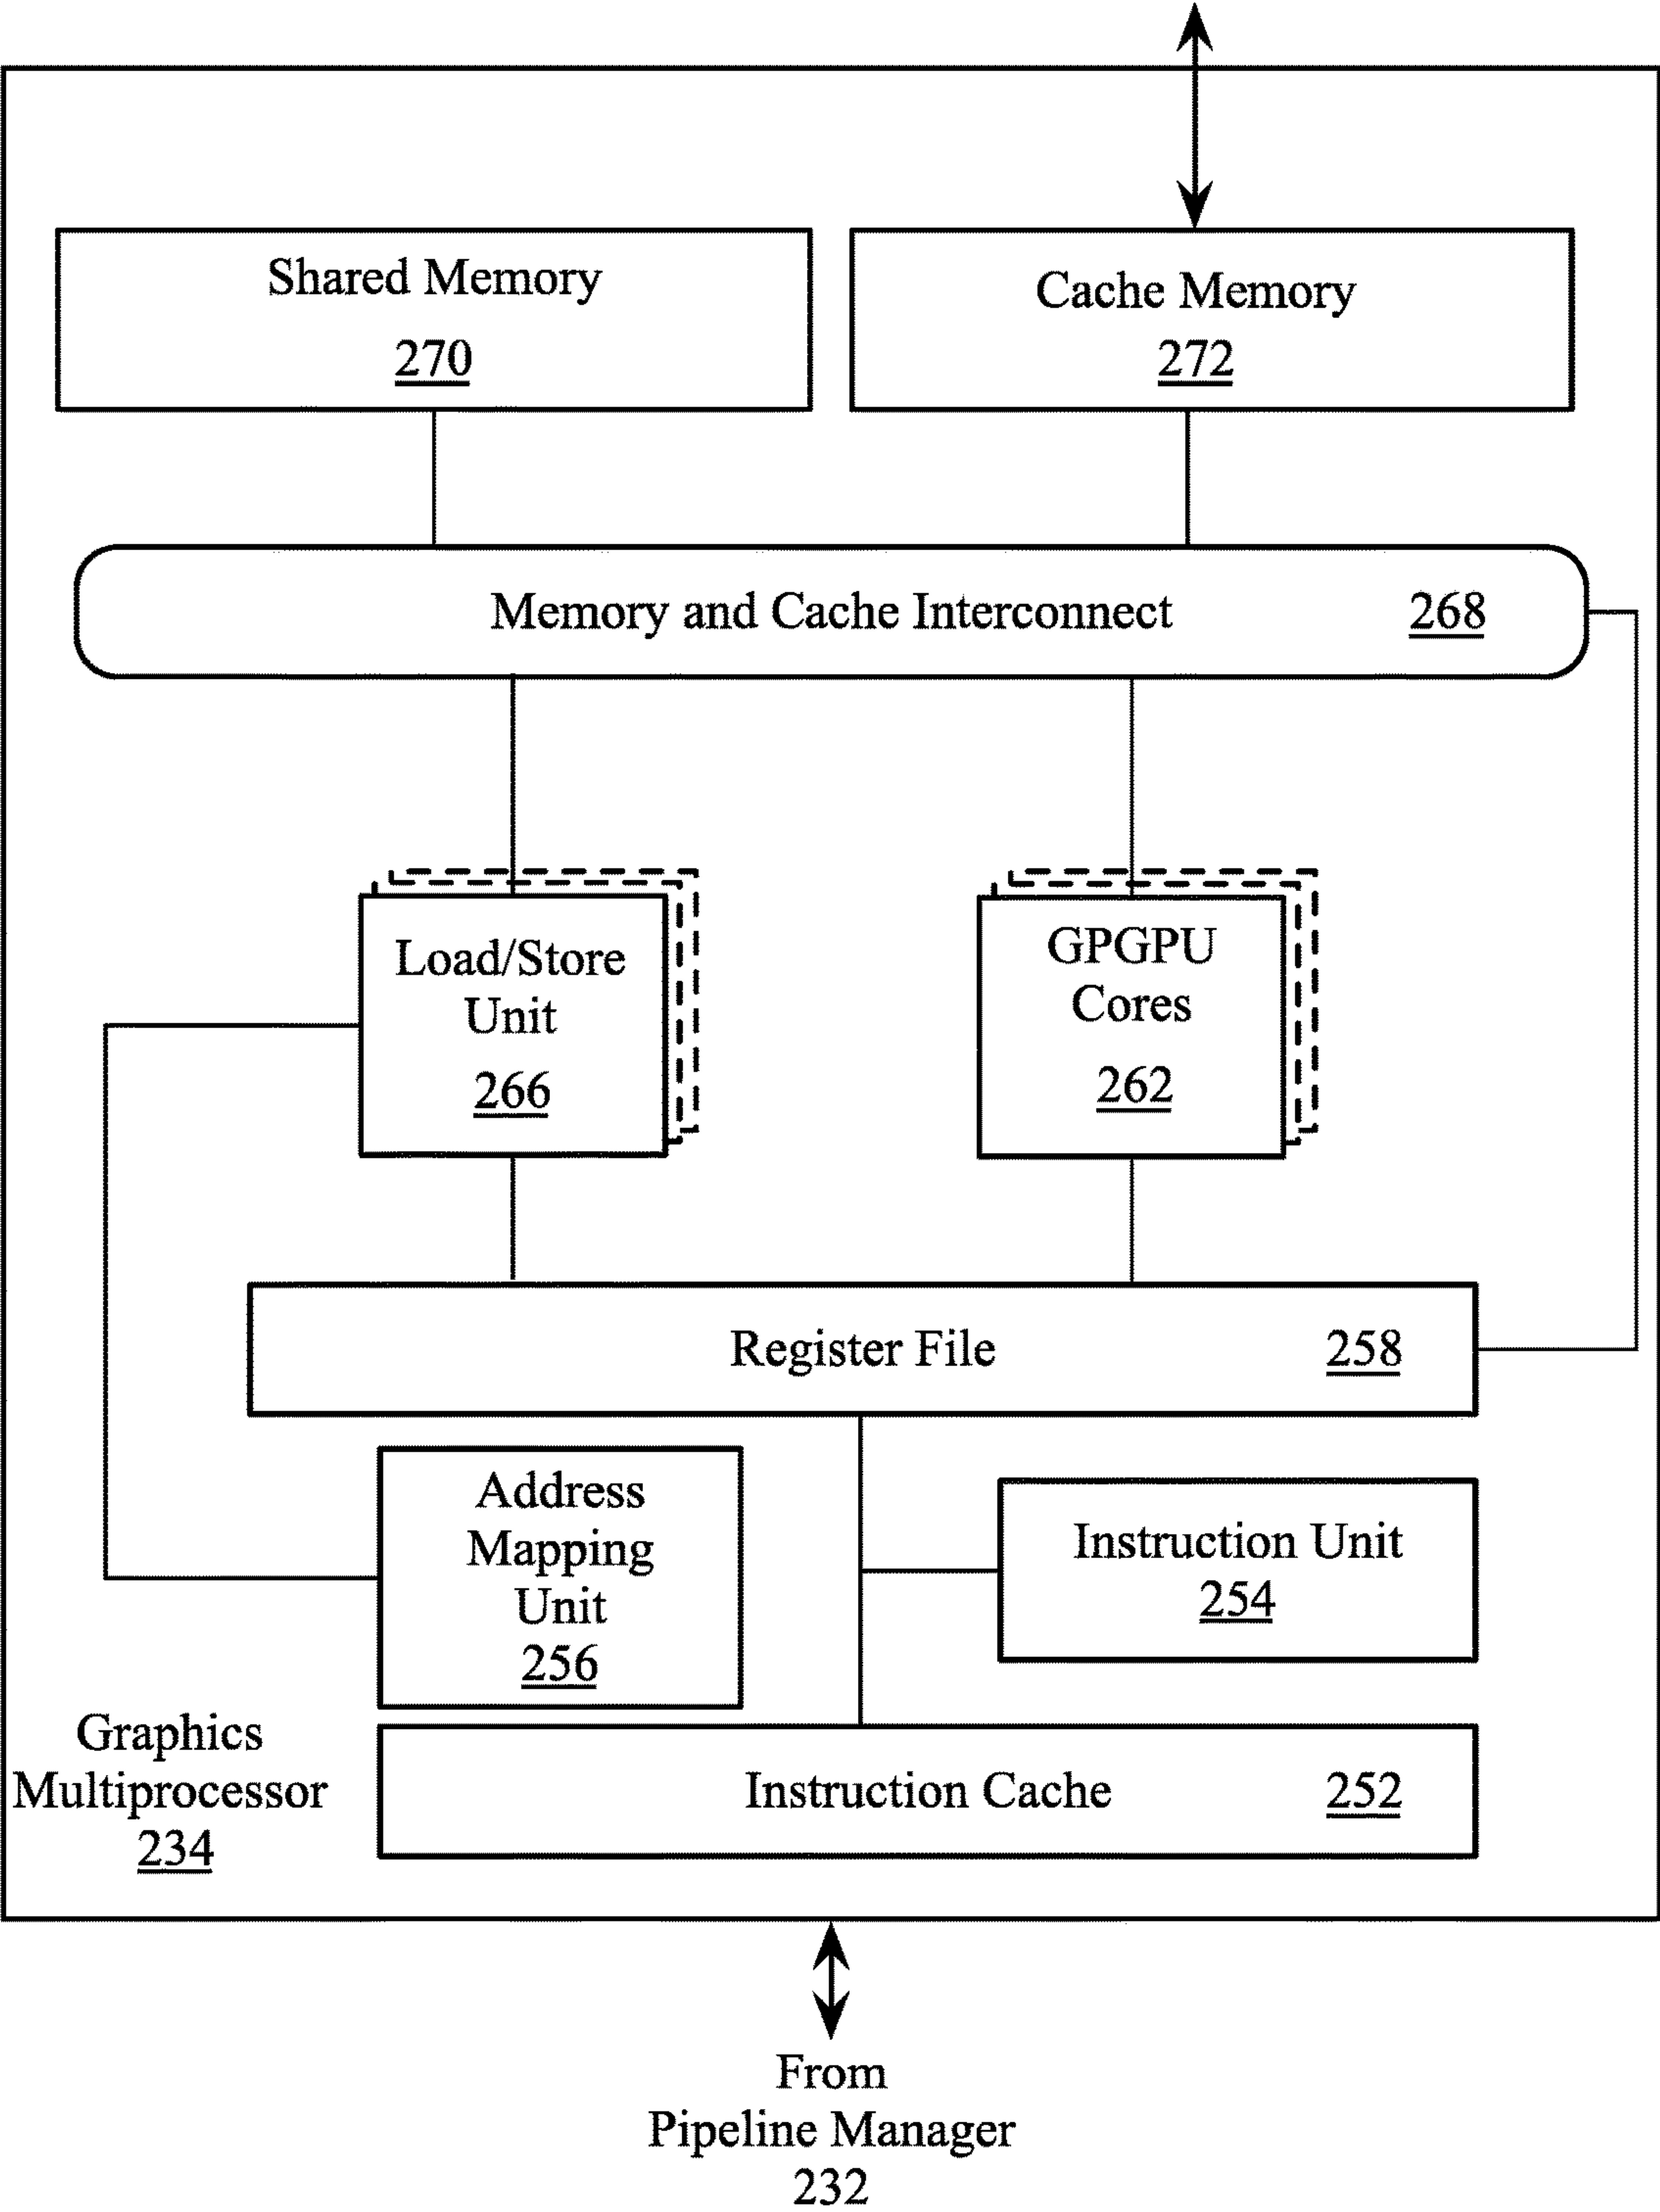 Shared Memory
270
Cache Memory
272
Memory and Cache Interconnect 268
Load/Store
Unit
266
GPGPU
Cores
262
Register File 258
Address
Mapping
Unit
256
Instruction Unit
254
Graphics
Multiprocessor
234
Instruction Cache 252
From
Pipeline Manager
232